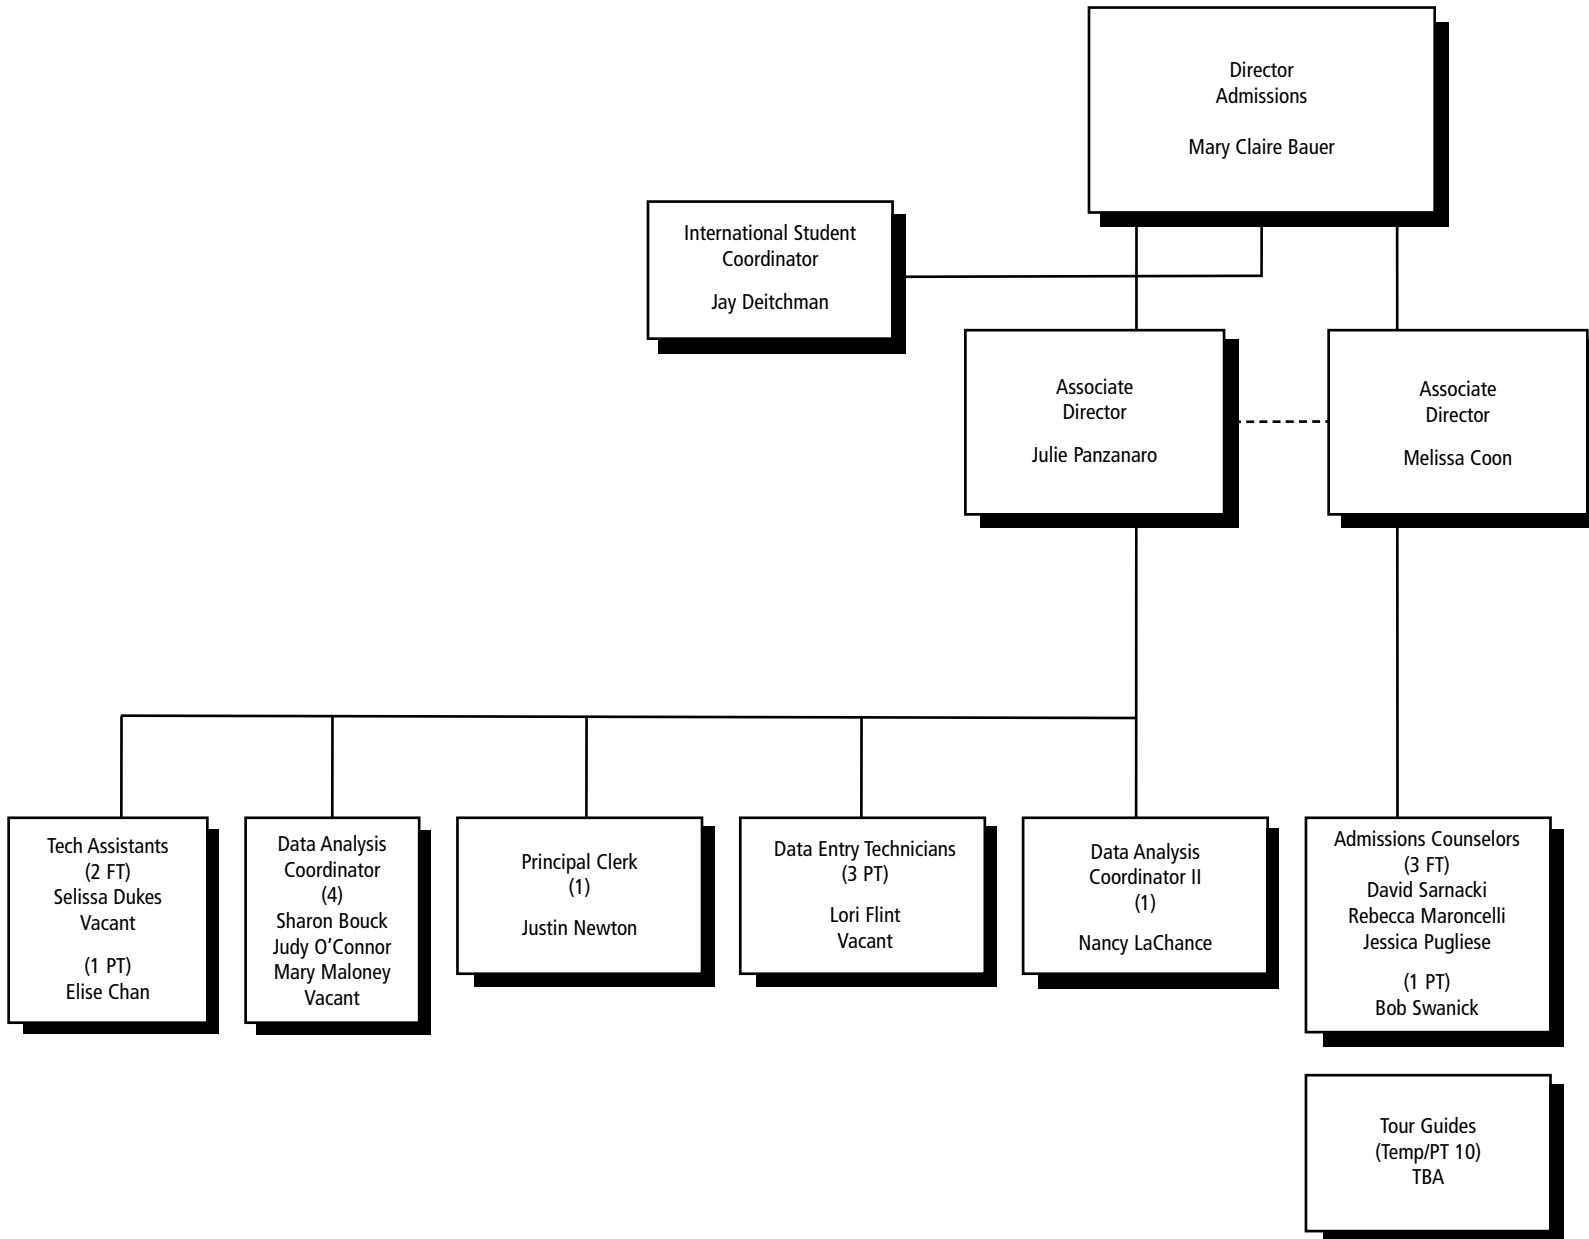 Director
Admissions
Mary Claire Bauer
International Student
Coordinator
Jay Deitchman
Associate
Director
Julie Panzanaro
Associate
Director
Melissa Coon
Tech Assistants
(2 FT)
Selissa Dukes
Vacant
(1 PT)
Elise Chan
Data Analysis
Coordinator
(4)
Sharon Bouck
Judy O’Connor
Mary Maloney
Vacant
Principal Clerk
(1)
Justin Newton
Data Entry Technicians
(3 PT)
Lori Flint
Vacant
Data Analysis
Coordinator II
(1)
Nancy LaChance
Admissions Counselors
(3 FT)
David Sarnacki
Rebecca Maroncelli
Jessica Pugliese
(1 PT)
Bob Swanick
Tour Guides
(Temp/PT 10)
TBA